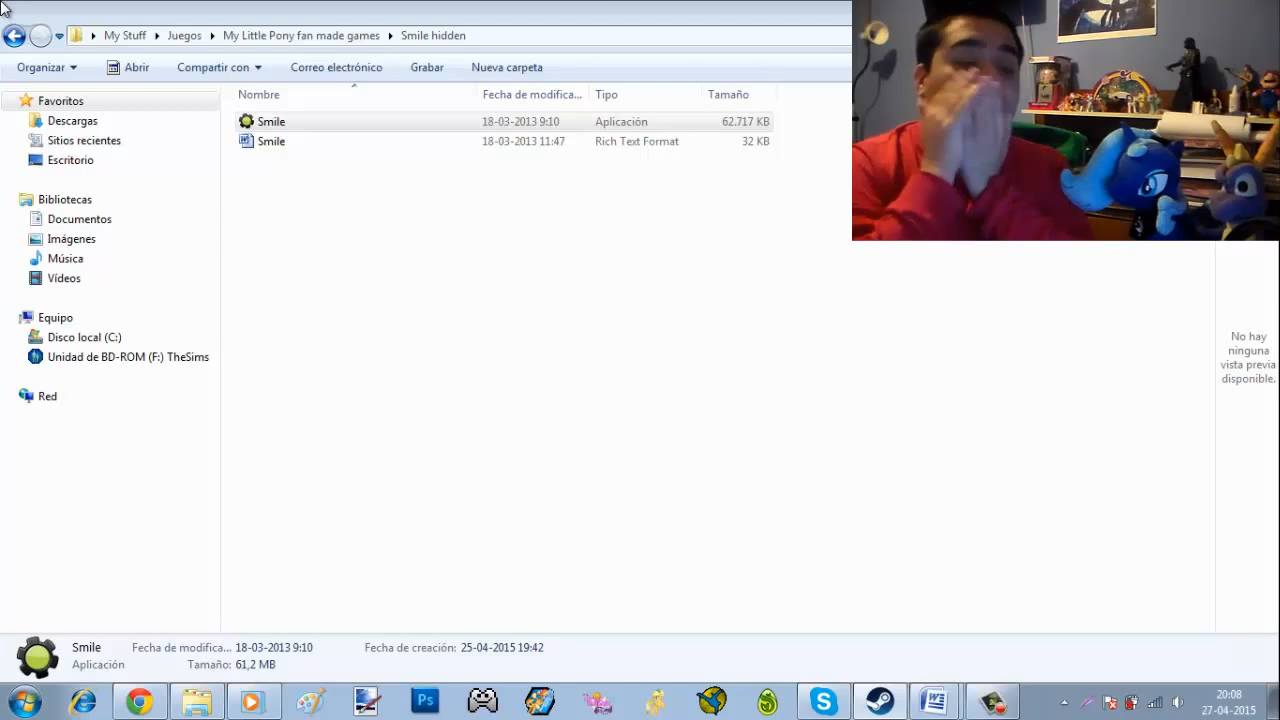 My Stuff Juegos My Little Pony fan made games Smile hidden
Organizar Abrir Compartir con Correo electrónico Grabar Nueva carpeta
Nombre Fecha de modifica... Tipo Tamaño
Favoritos
Descargas
Sitios recientes
Escritorio
Bibliotecas
Documentos
Imágenes
Música
Vídeos
Equipo
Disco local (C:)
Unidad de BD-ROM (F:) TheSims
Red
Smile 18-03-2013 9:10 Aplicación 62.717 KB
Smile 18-03-2013 11:47 Rich Text Format 32 KB
No hay
ninguna
vista previa
disponible.
Smile Fecha de modifica... 18-03-2013 9:10 Fecha de creación: 25-04-2015 19:42
Aplicación Tamaño: 61,2 MB
Ps
20:08
27-04-2015